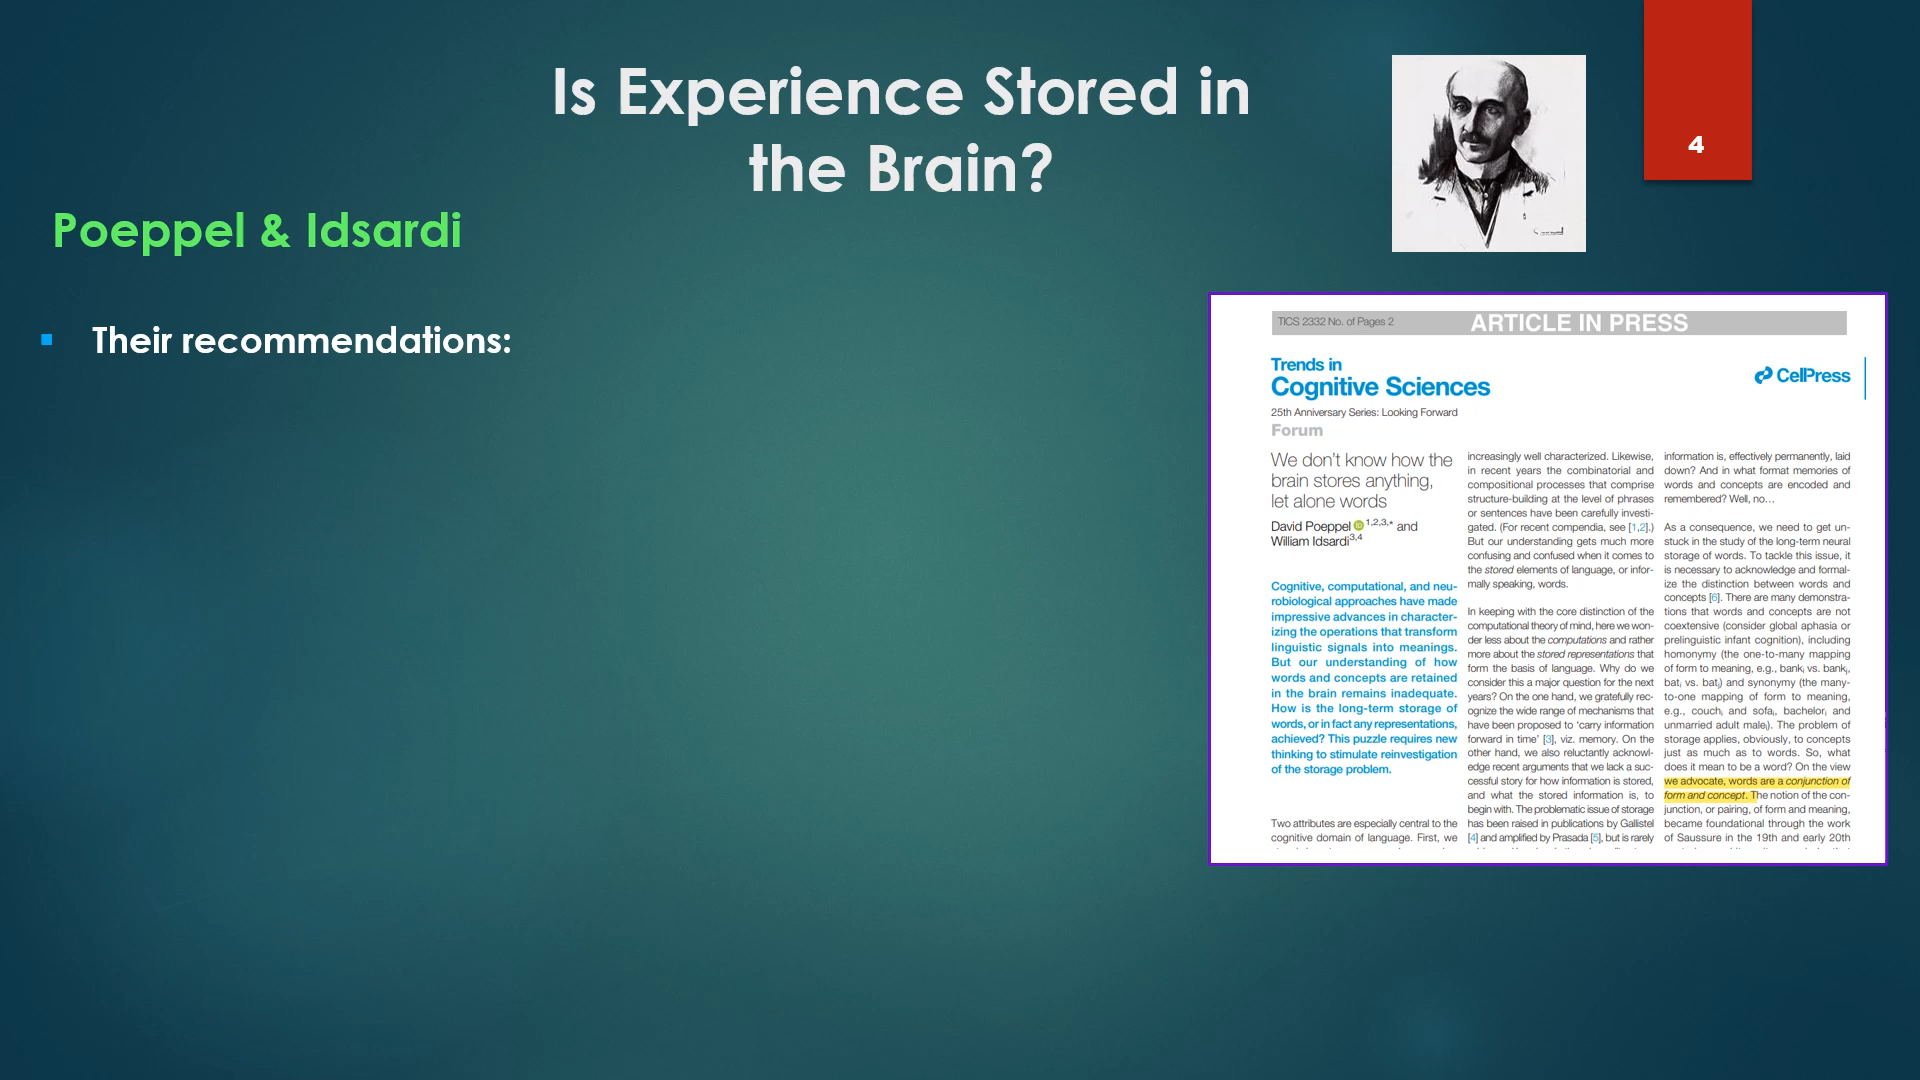 Is Experience Stored in
the Brain?
4
Poeppel & Idsardi
Their recommendations:
TICS 2332 No. of Pages 2
ARTICLE IN PRESS
Trends in
Cognitive Sciences
CellPress
25th Anniversary Series: Looking Forward
Forum
We don't know how the
brain stores anything,
let alone words
David Poeppel 1,2,3,* and
William Idsardi3,4
Cognitive, computational, and neu-
robiological approaches have made
impressive advances in character-
izing the operations that transform
linguistic signals into meanings.
But our understanding of how
words and concepts are retained
in the brain remains inadequate.
How is the long-term storage of
words, or in fact any representations,
achieved? This puzzle requires new
thinking to stimulate reinvestigation
of the storage problem.
Two attributes are especially central to the
cognitive domain of language. First, we
increasingly well characterized. Likewise,
in recent years the combinatorial and
compositional processes that comprise
structure-building at the level of phrases
or sentences have been carefully investi-
gated. (For recent compendia, see [1,2].)
But our understanding gets much more
confusing and confused when it comes to
the stored elements of language, or infor-
mally speaking, words.
In keeping with the core distinction of the
computational theory of mind, here we won-
der less about the computations and rather
more about the stored representations that
form the basis of language. Why do we
consider this a major question for the next
years? On the one hand, we gratefully rec-
ognize the wide range of mechanisms that
have been proposed to 'carry information
forward in time' [3], viz. memory. On the
other hand, we also reluctantly acknowl-
edge recent arguments that we lack a suc-
cessful story for how information is stored,
and what the stored information is, to
begin with. The problematic issue of storage
has been raised in publications by Gallistel
[4] and amplified by Prasada [5], but is rarely
information is, effectively permanently, laid
down? And in what format memories of
words and concepts are encoded and
remembered? Well, no…
As a consequence, we need to get un-
stuck in the study of the long-term neural
storage of words. To tackle this issue, it
is necessary to acknowledge and formal-
ize the distinction between words and
concepts [6]. There are many demonstra-
tions that words and concepts are not
coextensive (consider global aphasia or
prelinguistic infant cognition), including
homonymy (the one-to-many mapping
of form to meaning, e.g., bankᵢ vs. bankⱼ,
batᵢ vs. batⱼ) and synonymy (the many-
to-one mapping of form to meaning,
e.g., couchᵢ and sofaᵢ, bachelorᵢ and
unmarried adult maleᵢ). The problem of
storage applies, obviously, to concepts
just as much as to words. So, what
does it mean to be a word? On the view
we advocate, words are a conjunction of
form and concept. The notion of the con-
junction, or pairing, of form and meaning,
became foundational through the work
of Saussure in the 19th and early 20th